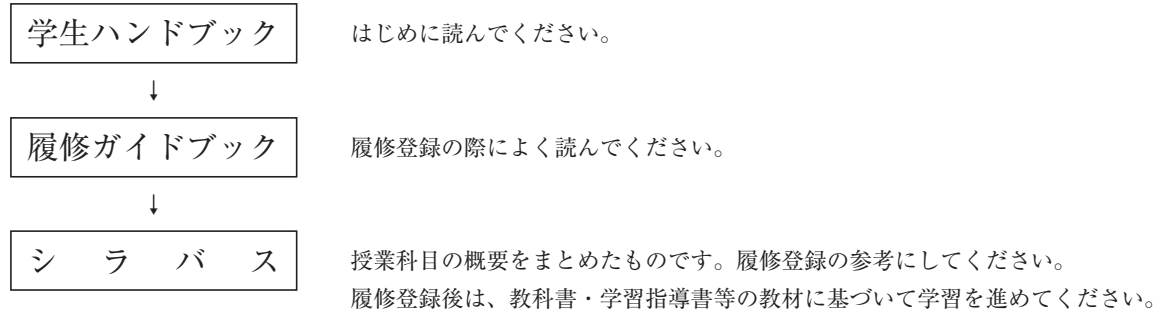 学生ハンドブック はじめに読んでください。
↓
履修ガイドブック 履修登録の際によく読んでください。
↓
シラバス 授業科目の概要をまとめたものです。履修登録の参考にしてください。
履修登録後は、教科書・学習指導書等の教材に基づいて学習を進めてください。